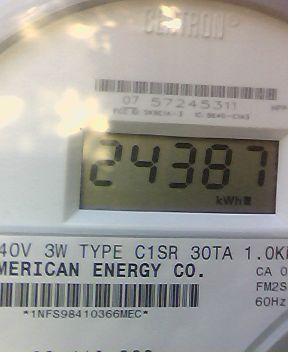 CENTRON®
07 57245311
24387
kWh
40V 3W TYPE C1SR 30TA 1.0K
MERICAN ENERGY CO.
CA 0
FM2S
60Hz
*1NFS98410366MEC*